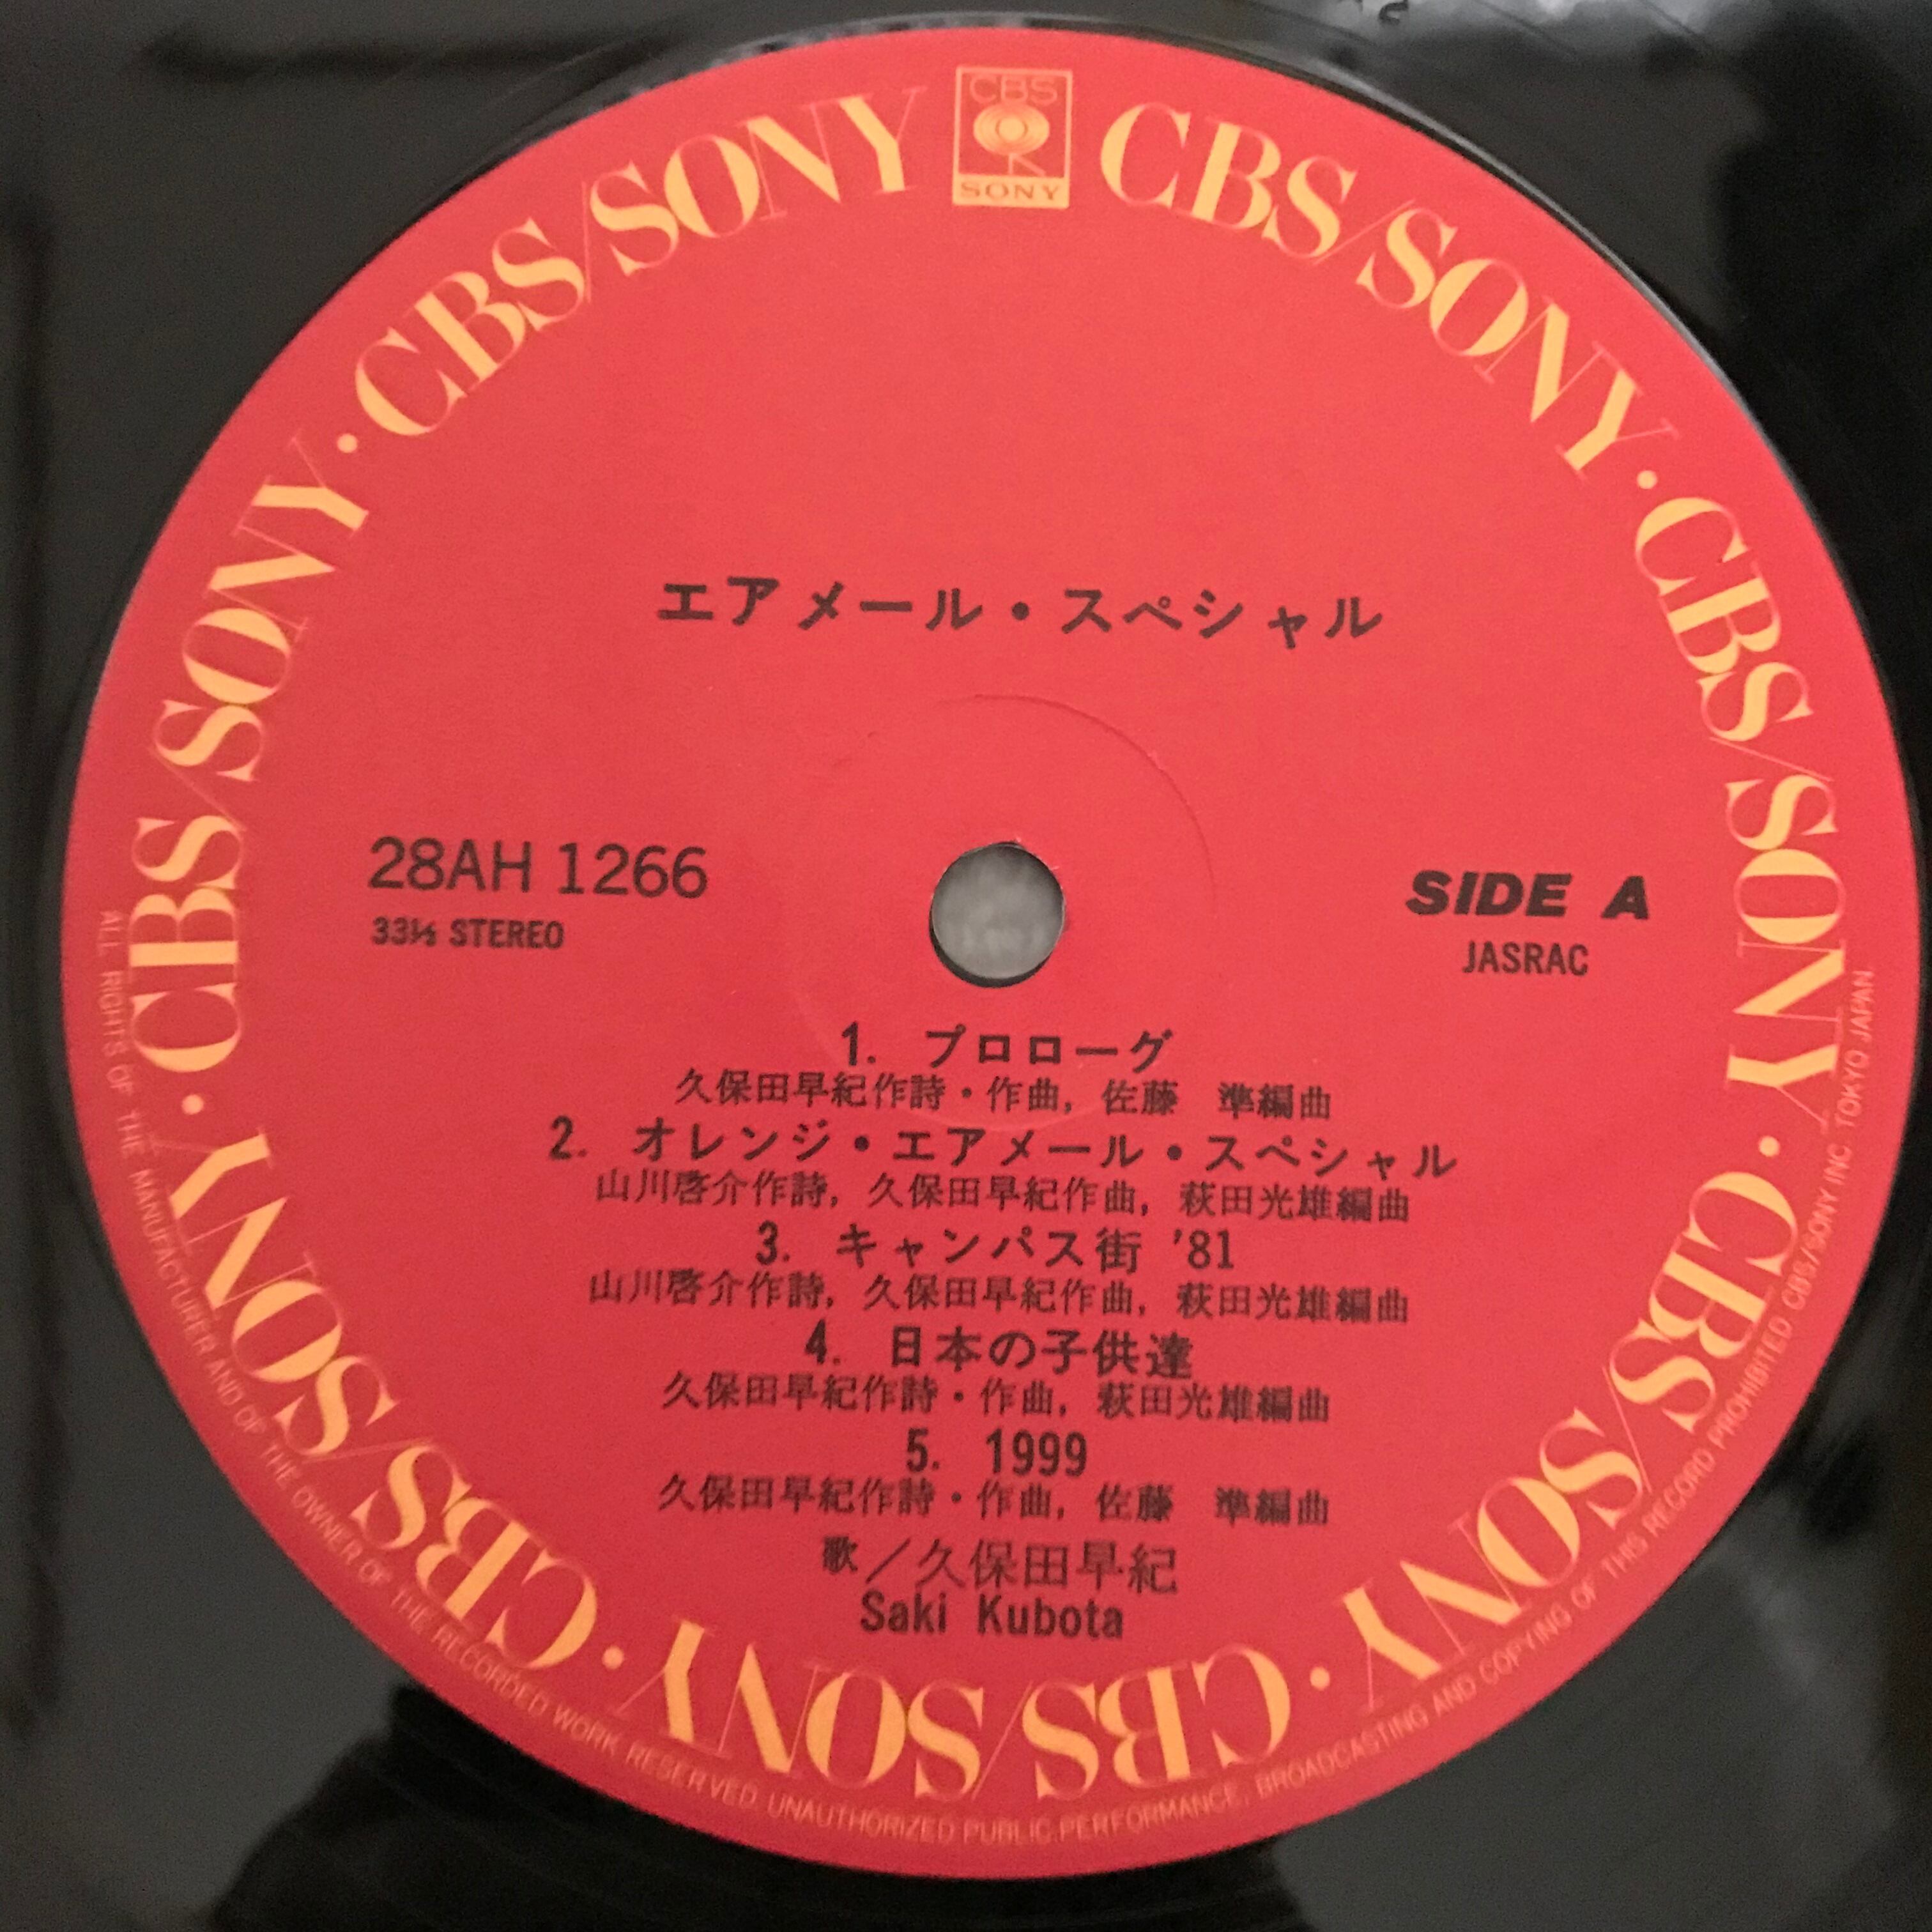 CBS
SONY
CBS/SONY · CBS/SONY · CBS/SONY · CBS/SONY · CBS/SONY · CBS/SONY · CBS/SONY
エアメール・スペシャル
28AH 1266
33⅓ STEREO
SIDE A
JASRAC
1. プロローグ
久保田早紀作詩・作曲, 佐藤 準編曲
2. オレンジ・エアメール・スペシャル
山川啓介作詩, 久保田早紀作曲, 萩田光雄編曲
3. キャンパス街 '81
山川啓介作詩, 久保田早紀作曲, 萩田光雄編曲
4. 日本の子供達
久保田早紀作詩・作曲, 萩田光雄編曲
5. 1999
久保田早紀作詩・作曲, 佐藤 準編曲
歌/久保田早紀
Saki Kubota
ALL RIGHTS OF THE MANUFACTURER AND OF THE OWNER OF THE RECORDED WORK RESERVED. UNAUTHORIZED PUBLIC PERFORMANCE, BROADCASTING AND COPYING OF THIS RECORD PROHIBITED CBS/SONY INC TOKYO JAPAN